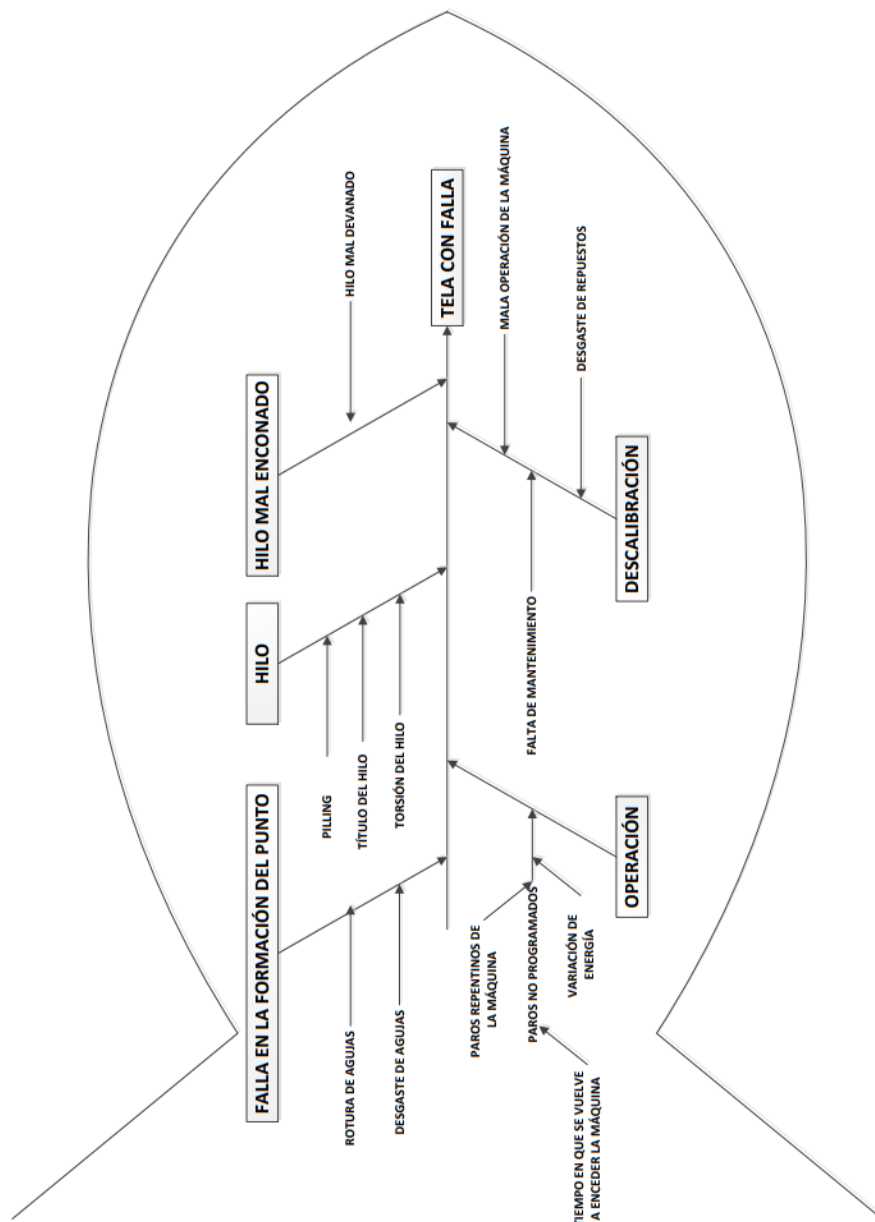 FALLA EN LA FORMACIÓN DEL PUNTO
HILO
HILO MAL ENCONADO
ROTURA DE AGUJAS
DESGASTE DE AGUJAS
PILLING
TÍTULO DEL HILO
TORSIÓN DEL HILO
HILO MAL DEVANADO
TELA CON FALLA
PAROS REPENTINOS DE
LA MÁQUINA
PAROS NO PROGRAMADOS
VARIACIÓN DE
ENERGÍA
TIEMPO EN QUE SE VUELVE
A ENCEDER LA MÁQUINA
FALTA DE MANTENIMIENTO
MALA OPERACIÓN DE LA MÁQUINA
DESGASTE DE REPUESTOS
OPERACIÓN
DESCALIBRACIÓN